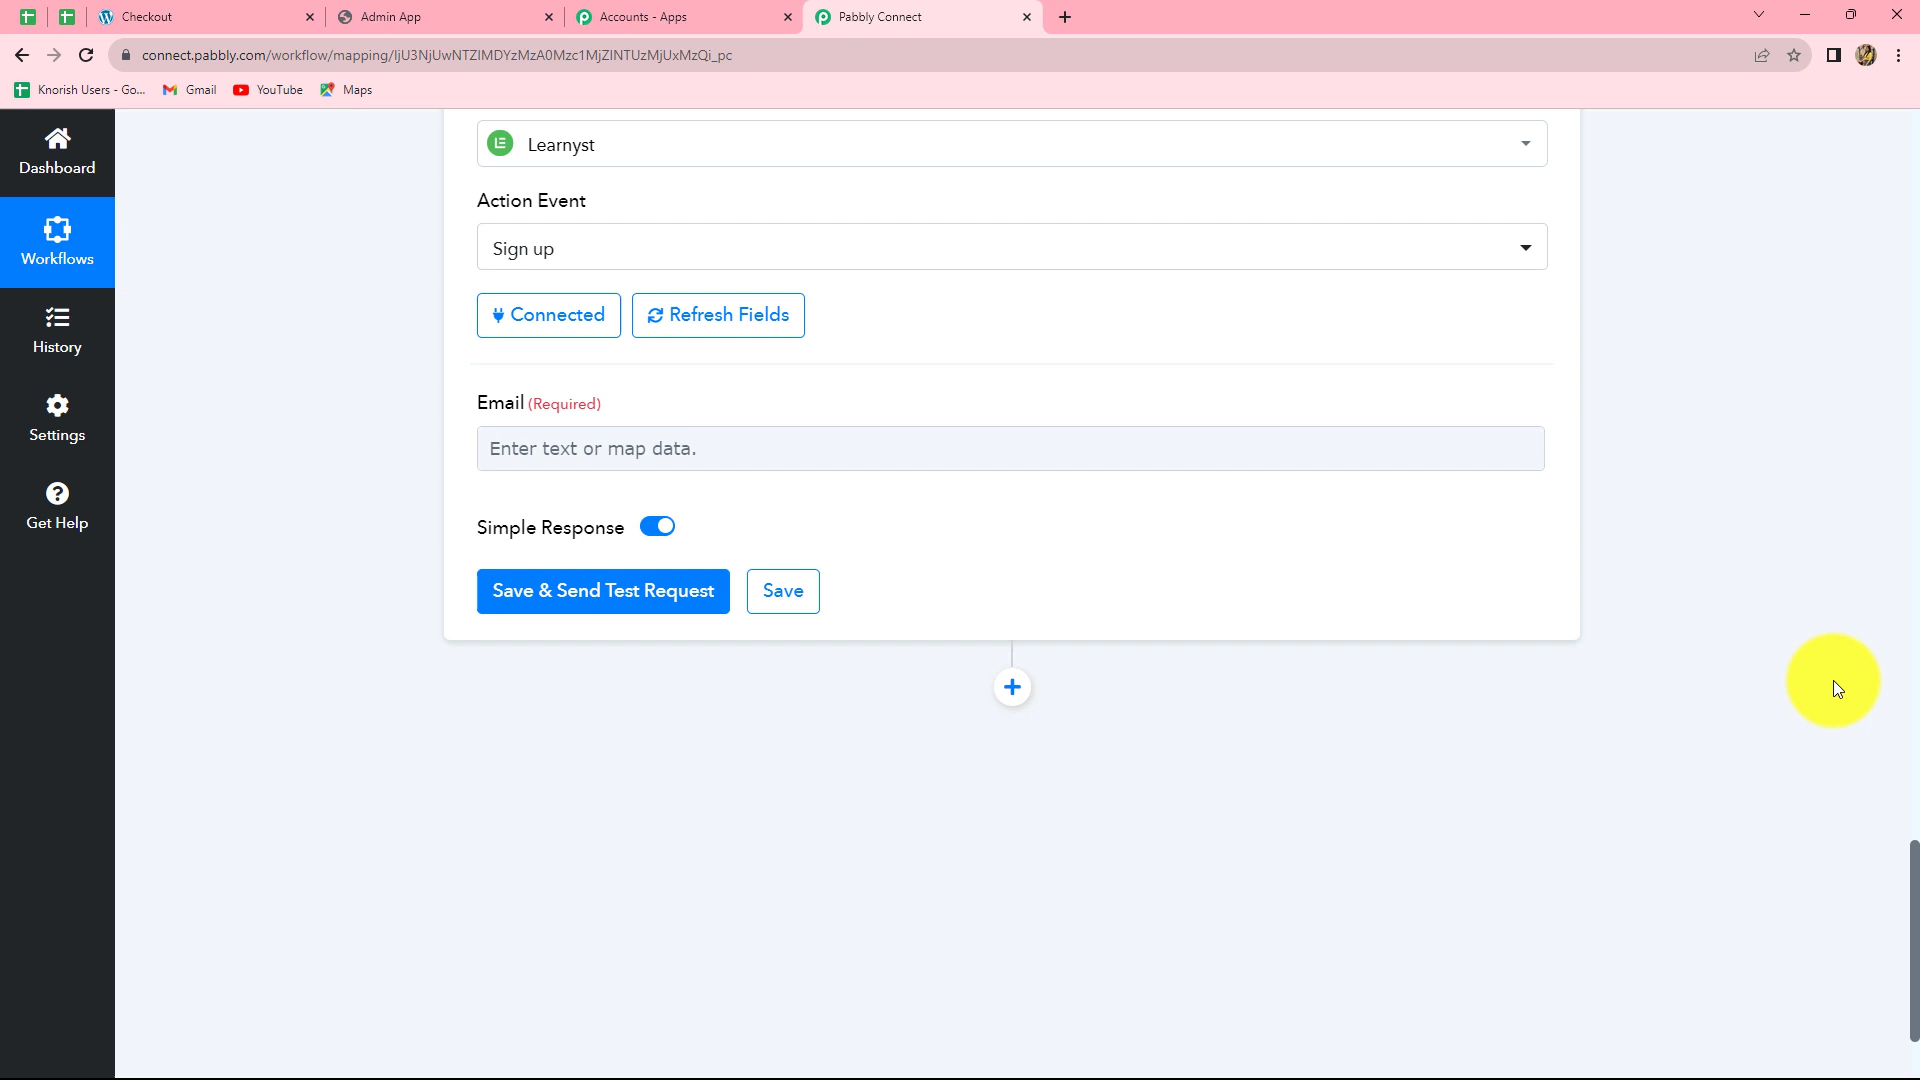 Checkout
Admin App
Accounts - Apps
Pabbly Connect
connect.pabbly.com/workflow/mapping/IjU3NjUwNTZlMDYzMzA0Mzc1MjZlNTUzMjUxMzQi_pc
Knorish Users - Go...
Gmail
YouTube
Maps
Dashboard
Workflows
History
Settings
Get Help
Learnyst
Action Event
Sign up
Connected
Refresh Fields
Email (Required)
Enter text or map data.
Simple Response
Save & Send Test Request
Save